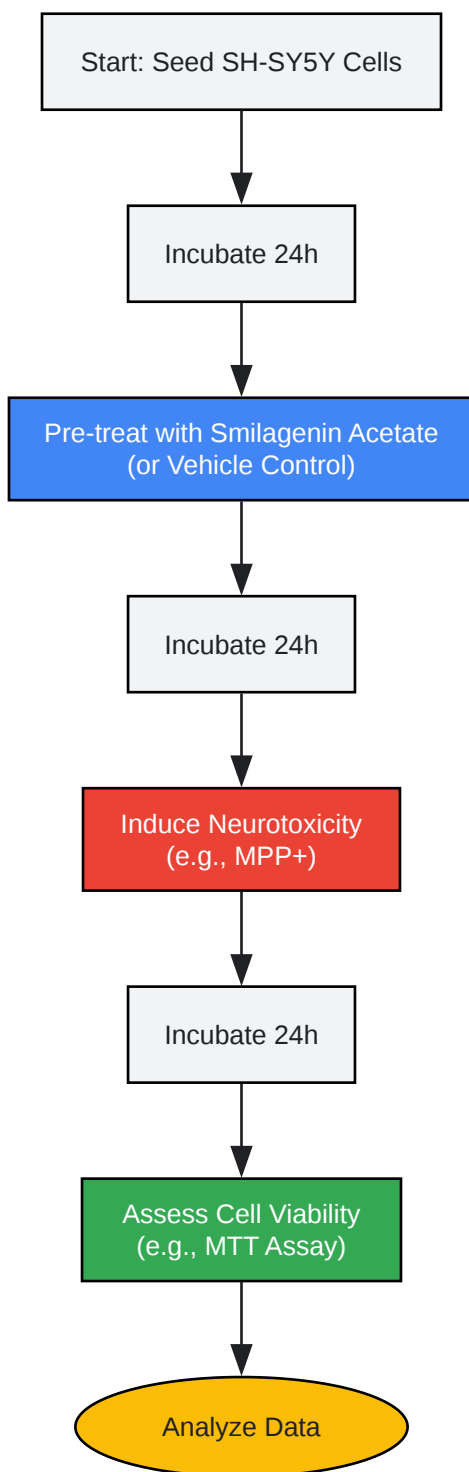 Start: Seed SH-SY5Y Cells
Incubate 24h
Pre-treat with Smilagenin Acetate
(or Vehicle Control)
Incubate 24h
Induce Neurotoxicity
(e.g., MPP+)
Incubate 24h
Assess Cell Viability
(e.g., MTT Assay)
Analyze Data